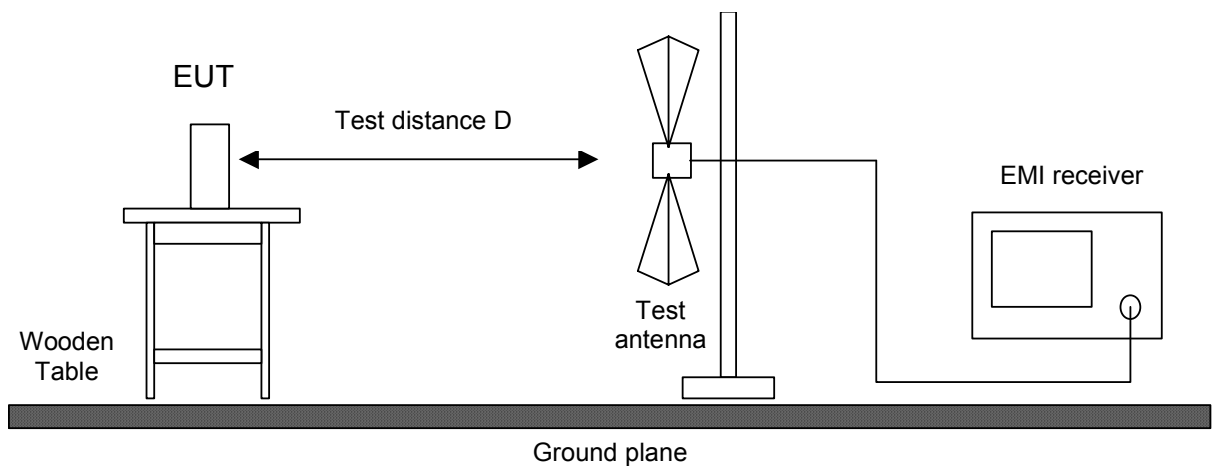 EUT
Test distance D
EMI receiver
Test
antenna
Wooden
Table
Ground plane